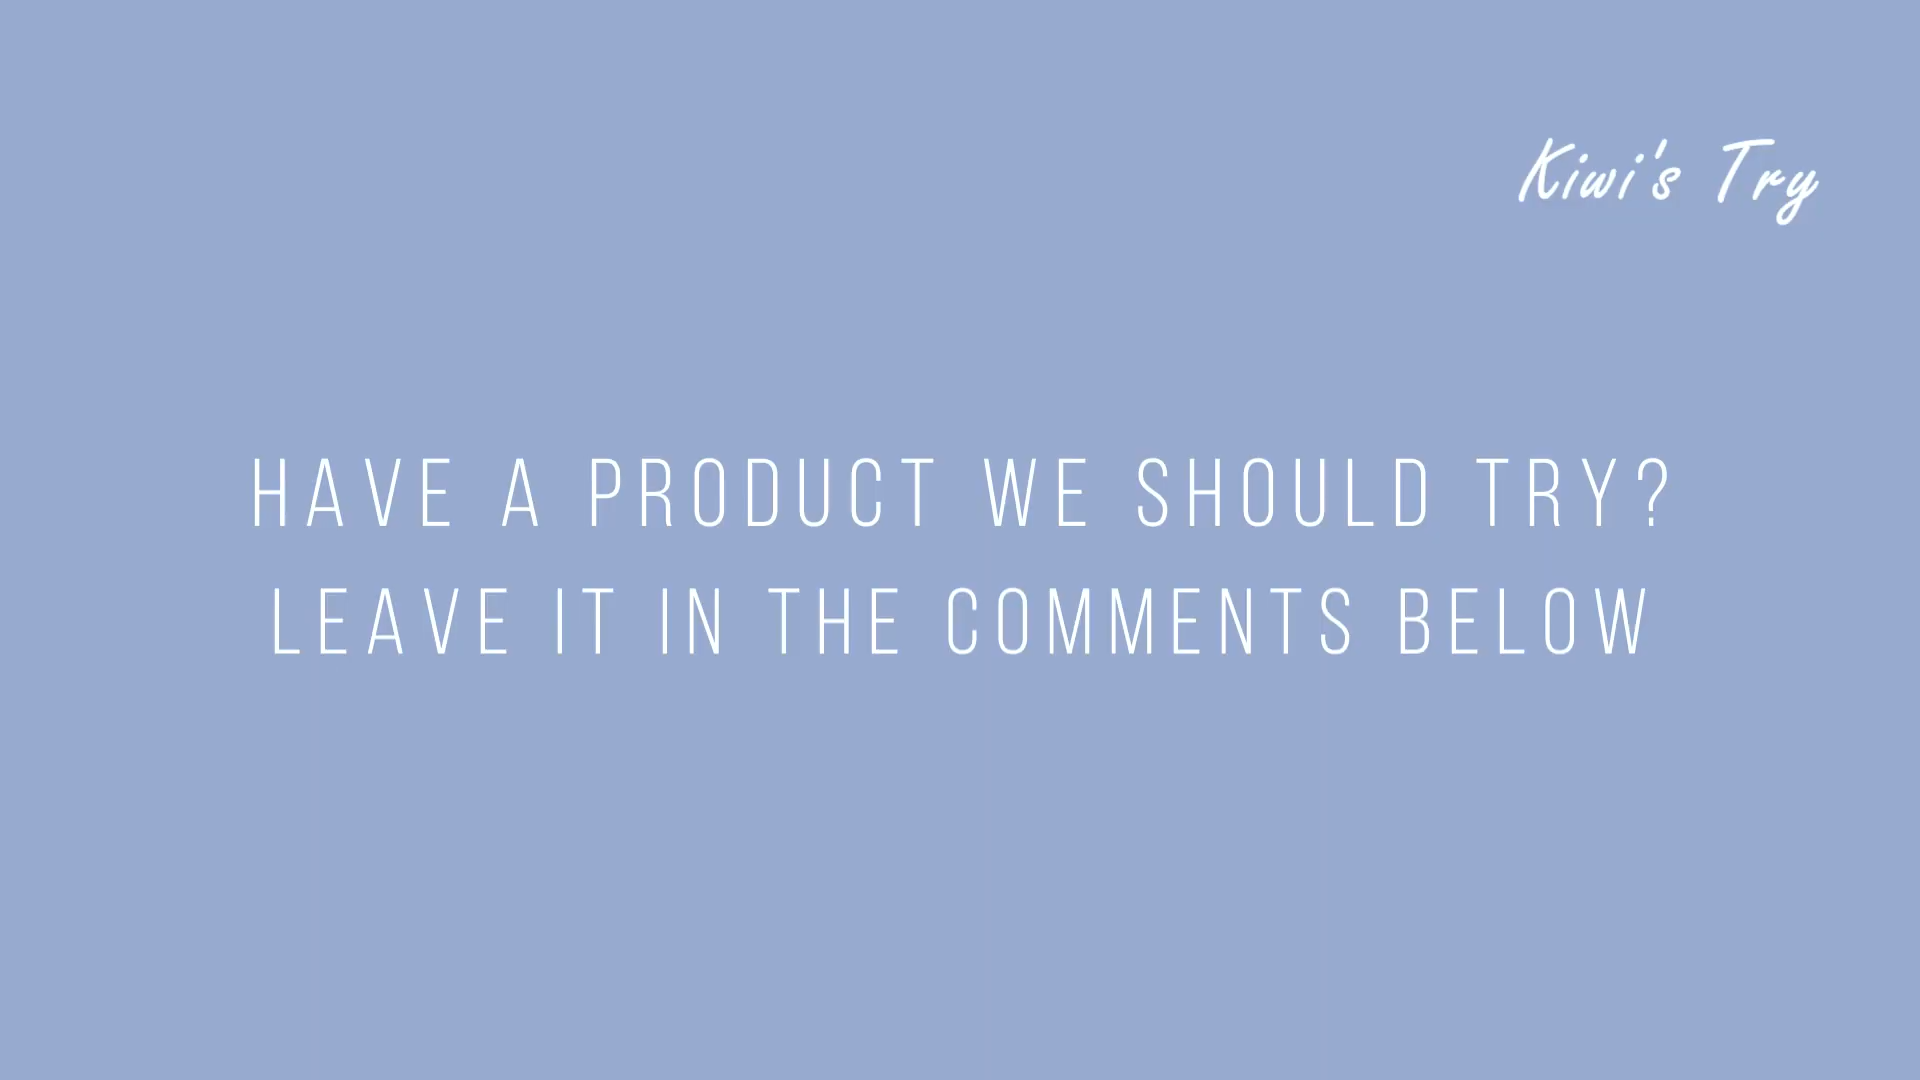 Kiwi's Try
HAVE A PRODUCT WE SHOULD TRY?
LEAVE IT IN THE COMMENTS BELOW